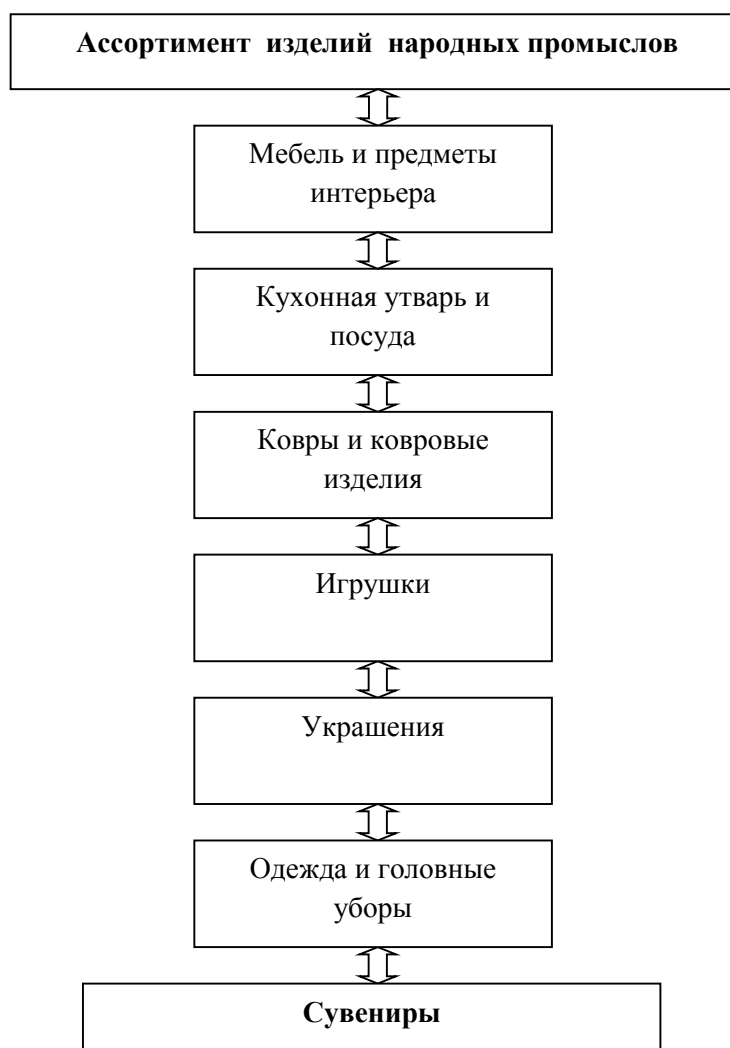 Ассортимент изделий народных промыслов
Мебель и предметы
интерьера
Кухонная утварь и
посуда
Ковры и ковровые
изделия
Игрушки
Украшения
Одежда и головные
уборы
Сувениры